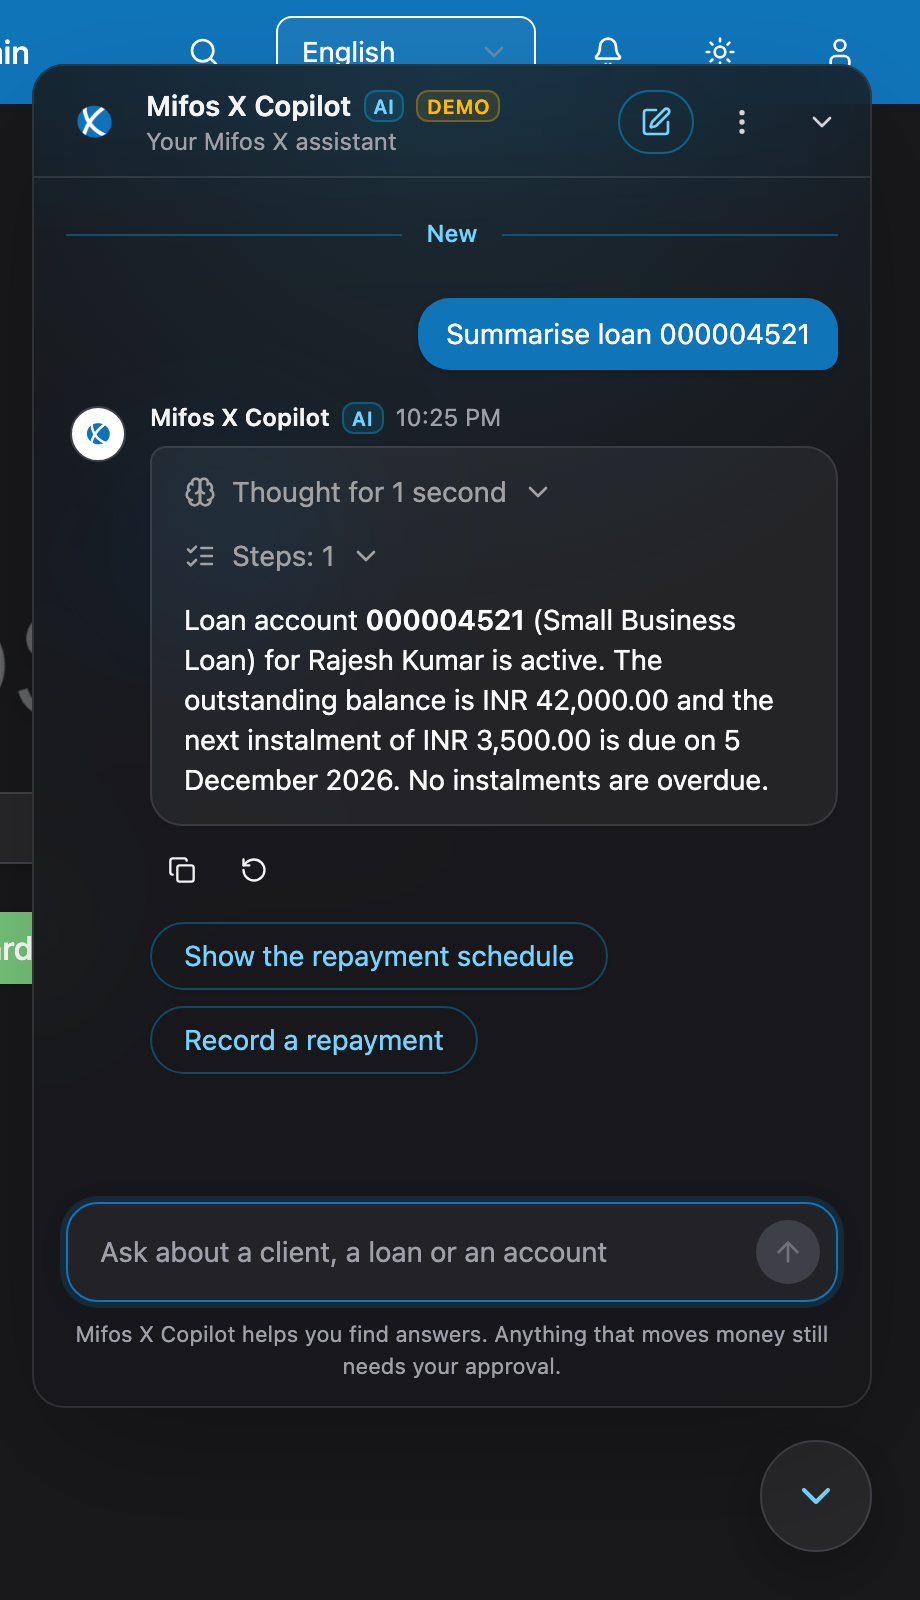 in
English
Mifos X Copilot AI DEMO
Your Mifos X assistant
New
Summarise loan 000004521
Mifos X Copilot AI 10:25 PM
Thought for 1 second
Steps: 1
Loan account 000004521 (Small Business
Loan) for Rajesh Kumar is active. The
outstanding balance is INR 42,000.00 and the
next instalment of INR 3,500.00 is due on 5
December 2026. No instalments are overdue.
rd
Show the repayment schedule
Record a repayment
Ask about a client, a loan or an account
Mifos X Copilot helps you find answers. Anything that moves money still
needs your approval.